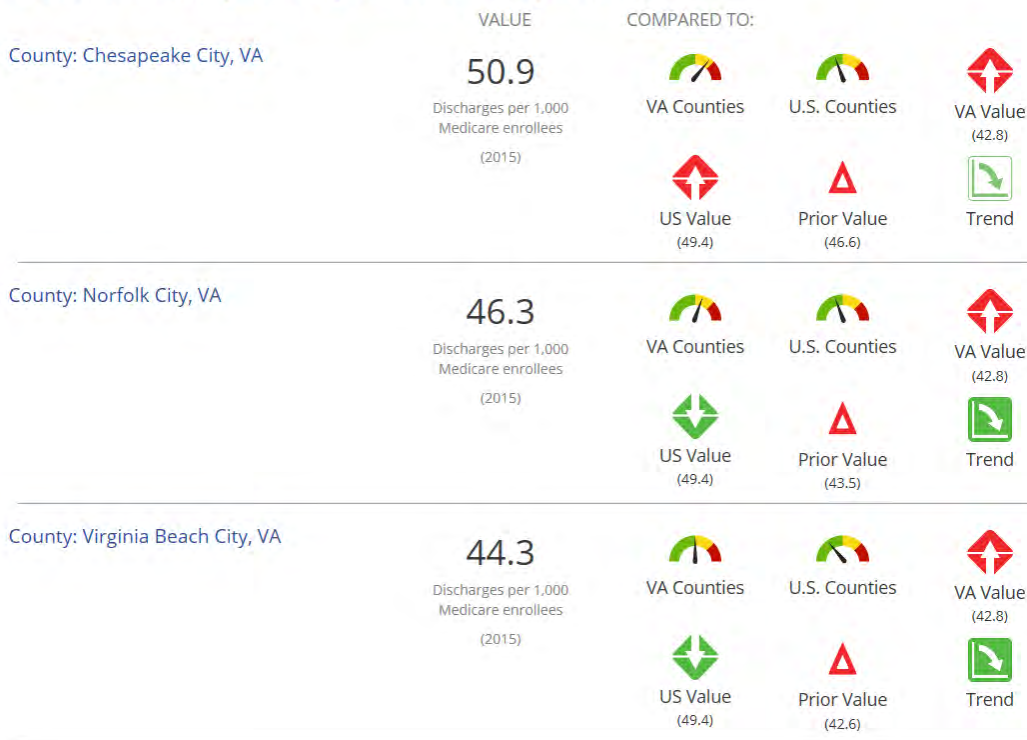 VALUE COMPARED TO:
County: Chesapeake City, VA
50.9
Discharges per 1,000
Medicare enrollees
(2015)
VA Counties
U.S. Counties
VA Value
(42.8)
US Value
(49.4)
Prior Value
(46.6)
Trend
County: Norfolk City, VA
46.3
Discharges per 1,000
Medicare enrollees
(2015)
VA Counties
U.S. Counties
VA Value
(42.8)
US Value
(49.4)
Prior Value
(43.5)
Trend
County: Virginia Beach City, VA
44.3
Discharges per 1,000
Medicare enrollees
(2015)
VA Counties
U.S. Counties
VA Value
(42.8)
US Value
(49.4)
Prior Value
(42.6)
Trend